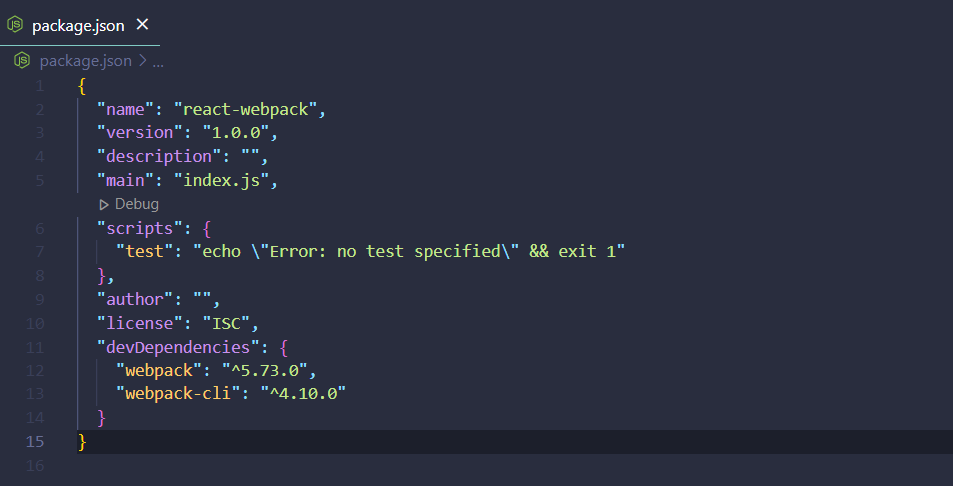 package.json
package.json > ...
1 {
2 "name": "react-webpack",
3 "version": "1.0.0",
4 "description": "",
5 "main": "index.js",
Debug
6 "scripts": {
7 "test": "echo \"Error: no test specified\" && exit 1"
8 },
9 "author": "",
10 "license": "ISC",
11 "devDependencies": {
12 "webpack": "^5.73.0",
13 "webpack-cli": "^4.10.0"
14 }
15 }
16